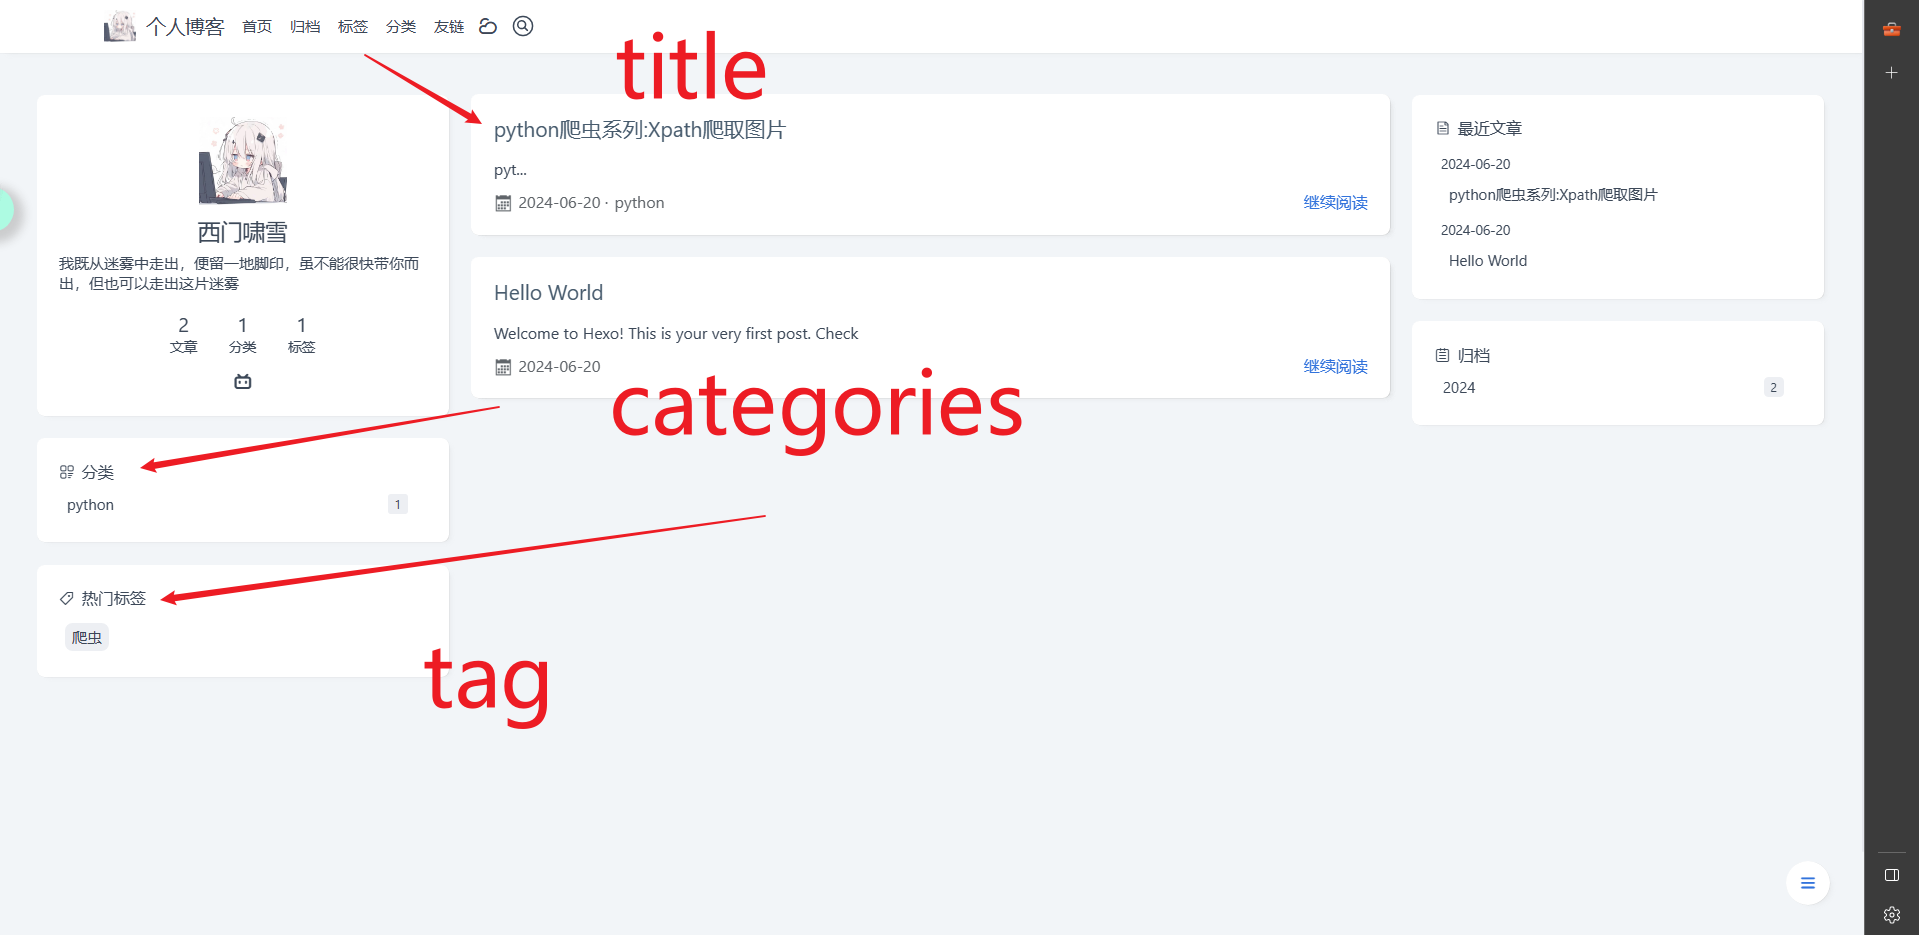 个人博客 首页 归档 标签 分类 友链
title
西门啸雪
我既从迷雾中走出，便留一地脚印，虽不能很快带你而
出，但也可以走出这片迷雾
2 1 1
文章 分类 标签
分类
python 1
热门标签
爬虫
python爬虫系列:Xpath爬取图片
pyt...
2024-06-20 · python 继续阅读
Hello World
Welcome to Hexo! This is your very first post. Check
2024-06-20 继续阅读
categories
tag
最近文章
2024-06-20
python爬虫系列:Xpath爬取图片
2024-06-20
Hello World
归档
2024 2